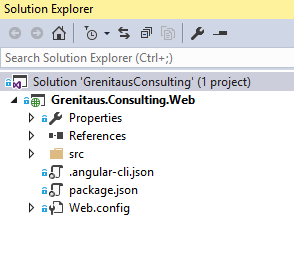 Solution Explorer
Search Solution Explorer (Ctrl+;)
Solution 'GrenitausConsulting' (1 project)
Grenitaus.Consulting.Web
Properties
References
src
.angular-cli.json
package.json
Web.config